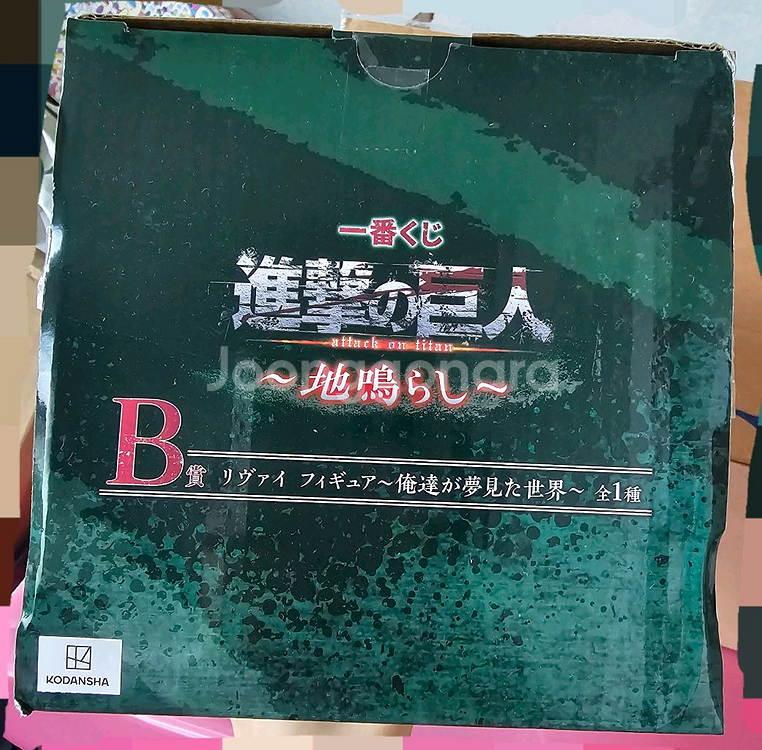 一番くじ
進撃の巨人
attack on titan
Joonggonara
～地鳴らし～
B賞 リヴァイ フィギュア～俺達が夢見た世界～ 全1種
KODANSHA